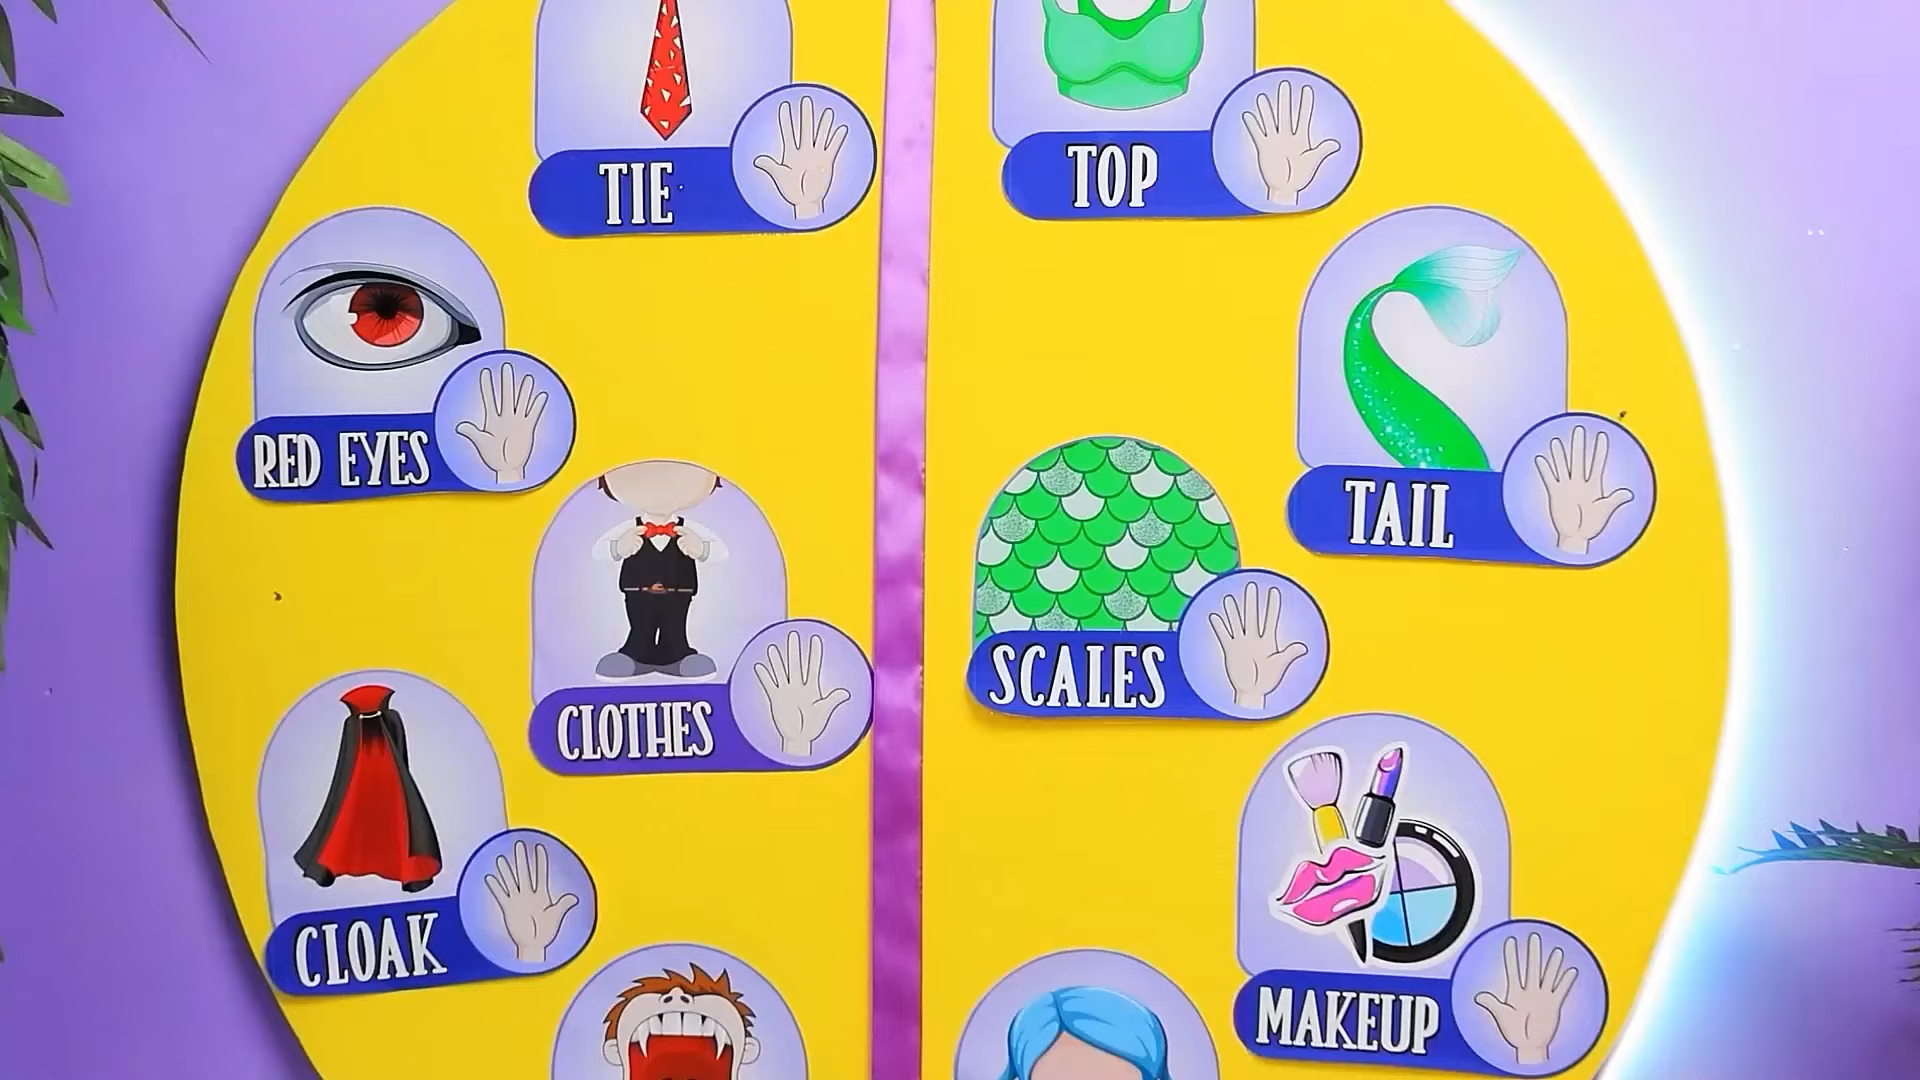 TIE
TOP
RED EYES
TAIL
CLOTHES
SCALES
CLOAK
MAKEUP